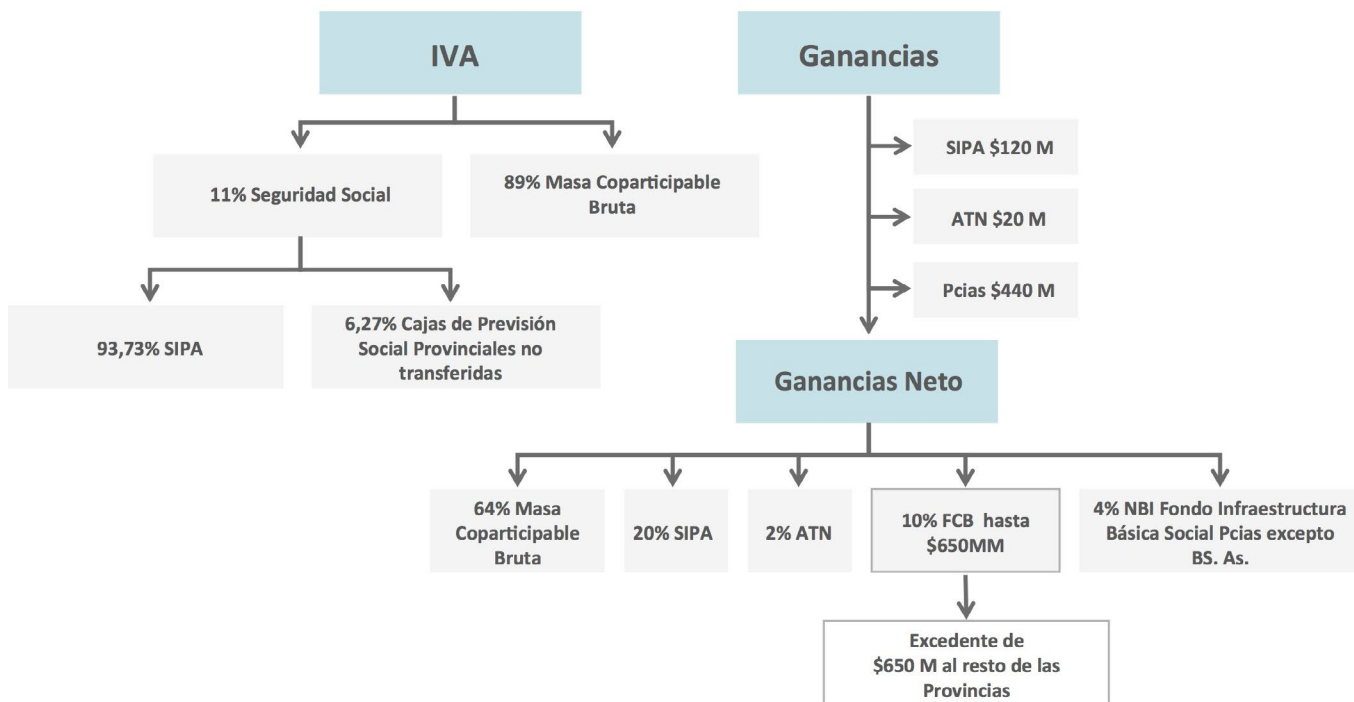 IVA
Ganancias
SIPA $120 M
11% Seguridad Social
89% Masa Coparticipable
Bruta
ATN $20 M
Pcias $440 M
93,73% SIPA
6,27% Cajas de Previsión
Social Provinciales no
transferidas
Ganancias Neto
64% Masa
Coparticipable
Bruta
20% SIPA
2% ATN
10% FCB hasta
$650MM
4% NBI Fondo Infraestructura
Básica Social Pcias excepto
BS. As.
Excedente de
$650 M al resto de las
Provincias